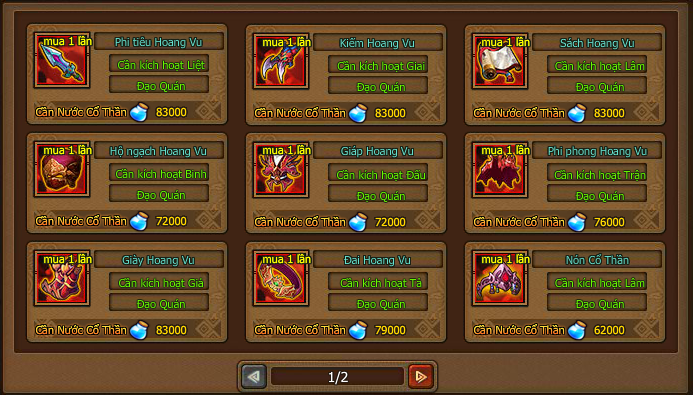 mua 1 lần
Phi tiêu Hoang Vu
Cần kích hoạt Liệt
Đạo Quán
Cần Nước Cổ Thần 83000
mua 1 lần
Kiếm Hoang Vu
Cần kích hoạt Giai
Đạo Quán
Cần Nước Cổ Thần 83000
mua 1 lần
Sách Hoang Vu
Cần kích hoạt Lâm
Đạo Quán
Cần Nước Cổ Thần 83000
mua 1 lần
Hộ ngạch Hoang Vu
Cần kích hoạt Binh
Đạo Quán
Cần Nước Cổ Thần 72000
mua 1 lần
Giáp Hoang Vu
Cần kích hoạt Đấu
Đạo Quán
Cần Nước Cổ Thần 72000
mua 1 lần
Phi phong Hoang Vu
Cần kích hoạt Trận
Đạo Quán
Cần Nước Cổ Thần 76000
mua 1 lần
Giày Hoang Vu
Cần kích hoạt Giả
Đạo Quán
Cần Nước Cổ Thần 83000
mua 1 lần
Đai Hoang Vu
Cần kích hoạt Tả
Đạo Quán
Cần Nước Cổ Thần 79000
mua 1 lần
Nón Cổ Thần
Cần kích hoạt Lâm
Đạo Quán
Cần Nước Cổ Thần 62000
1/2